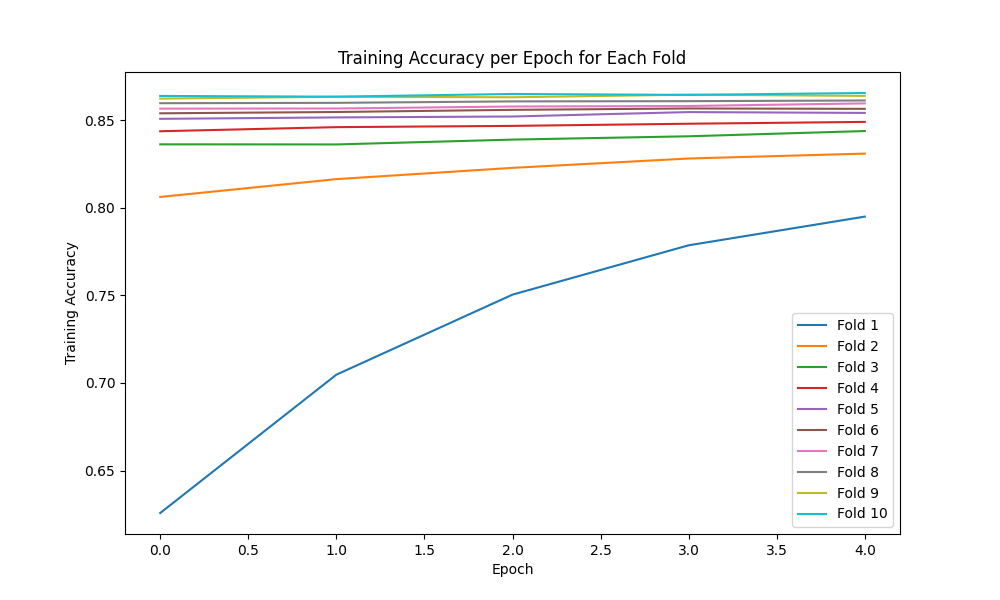 Training Accuracy per Epoch for Each Fold
Training Accuracy
0.85
0.80
0.75
0.70
0.65
0.0 0.5 1.0 1.5 2.0 2.5 3.0 3.5 4.0
Epoch
Fold 1
Fold 2
Fold 3
Fold 4
Fold 5
Fold 6
Fold 7
Fold 8
Fold 9
Fold 10